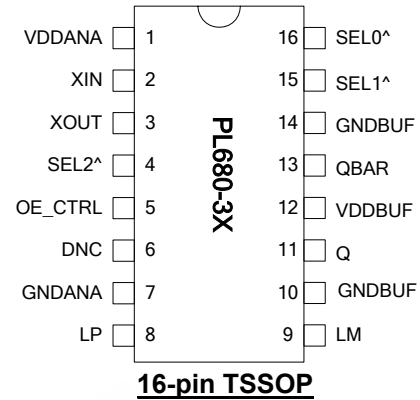 VDDANA 1 16 SEL0^
XIN 2 15 SEL1^
XOUT 3 14 GNDBUF
SEL2^ 4 13 QBAR
OE_CTRL 5 12 VDDBUF
DNC 6 11 Q
GNDANA 7 10 GNDBUF
LP 8 9 LM
PL680-3X
16-pin TSSOP